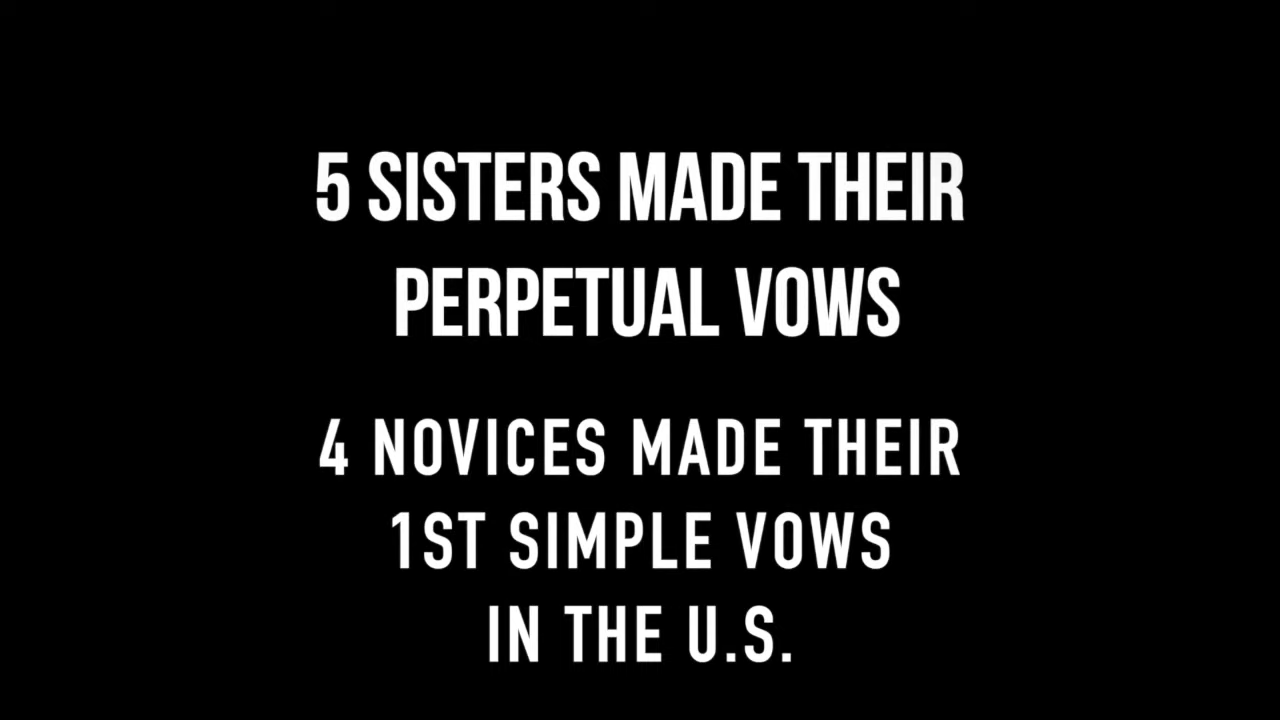 5 SISTERS MADE THEIR
PERPETUAL VOWS
4 NOVICES MADE THEIR
1ST SIMPLE VOWS
IN THE U.S.